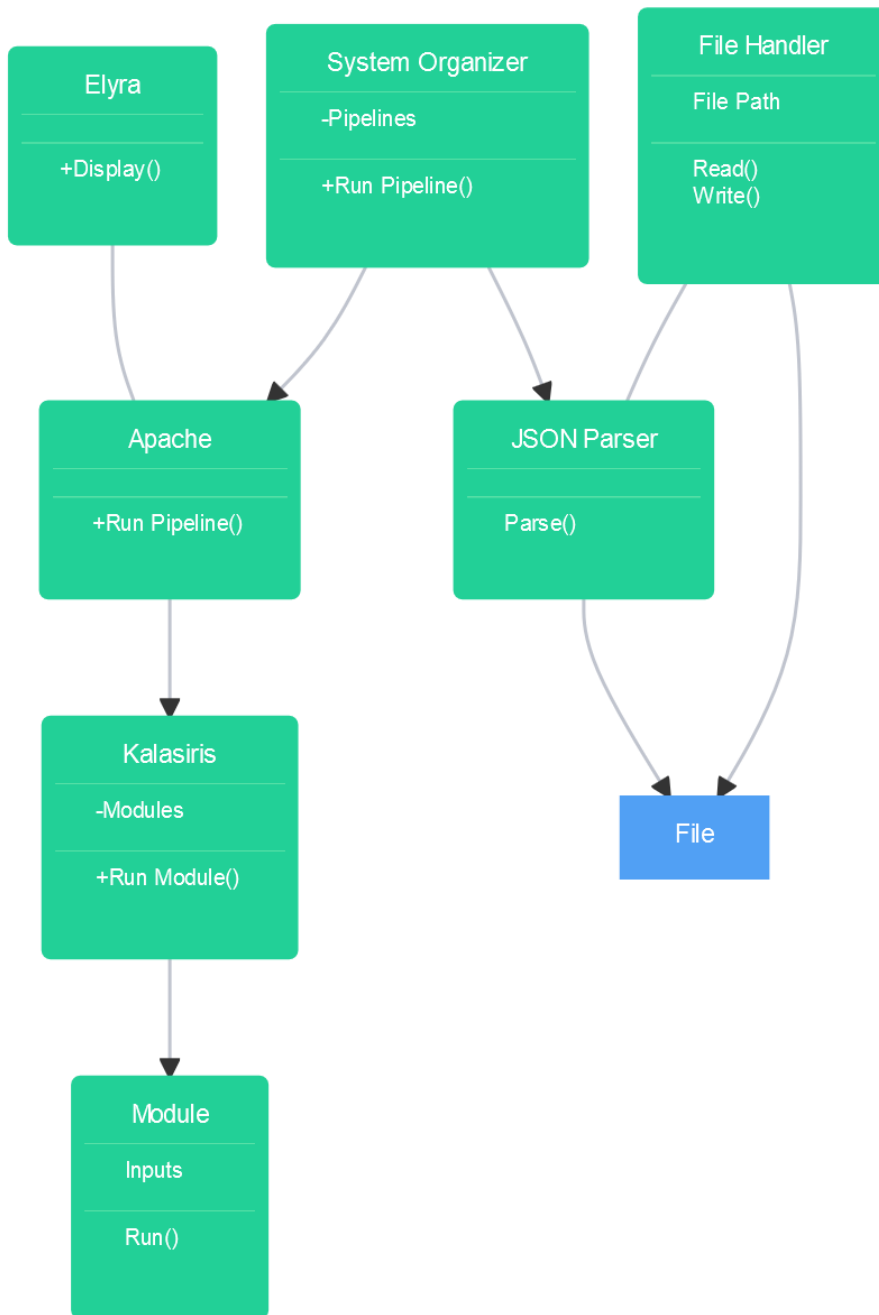 Elyra
+Display()
System Organizer
-Pipelines
+Run Pipeline()
File Handler
File Path
Read()
Write()
Apache
+Run Pipeline()
JSON Parser
Parse()
Kalasiris
-Modules
+Run Module()
File
Module
Inputs
Run()